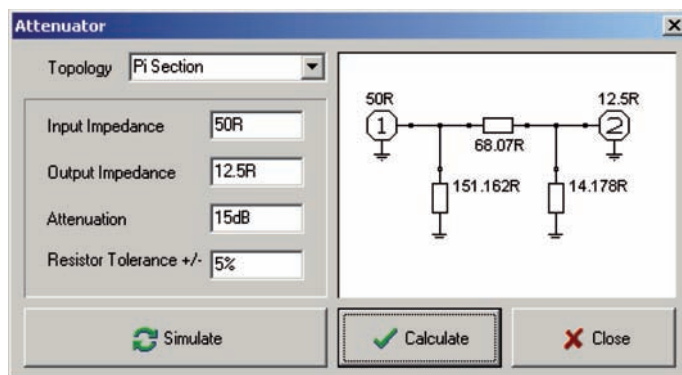 Attenuator
Topology Pi Section
Input Impedance 50R
Output Impedance 12.5R
Attenuation 15dB
Resistor Tolerance +/- 5%
50R 12.5R
1 2
68.07R
151.162R 14.178R
Simulate Calculate Close